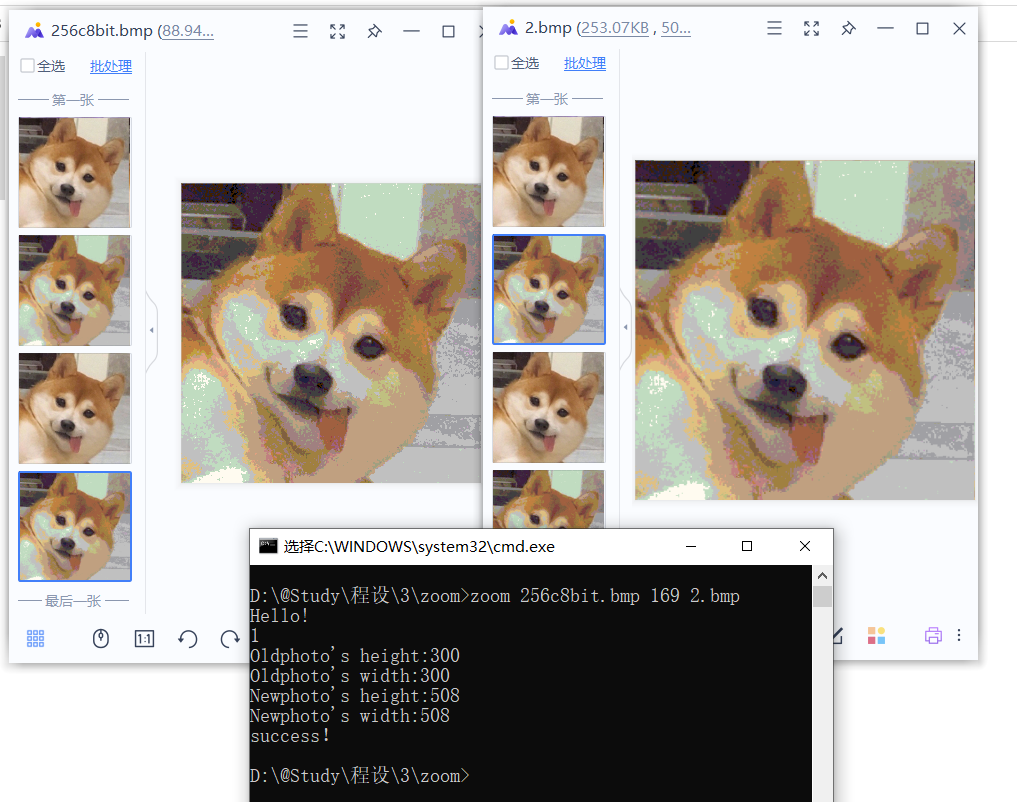 256c8bit.bmp (88.94...
全选 批处理
第一张
最后一张
1:1
2.bmp (253.07KB , 50...
全选 批处理
第一张
选择C:\WINDOWS\system32\cmd.exe
D:\@Study\程设\3\zoom>zoom 256c8bit.bmp 169 2.bmp
Hello!
1
Oldphoto's height:300
Oldphoto's width:300
Newphoto's height:508
Newphoto's width:508
success!
D:\@Study\程设\3\zoom>